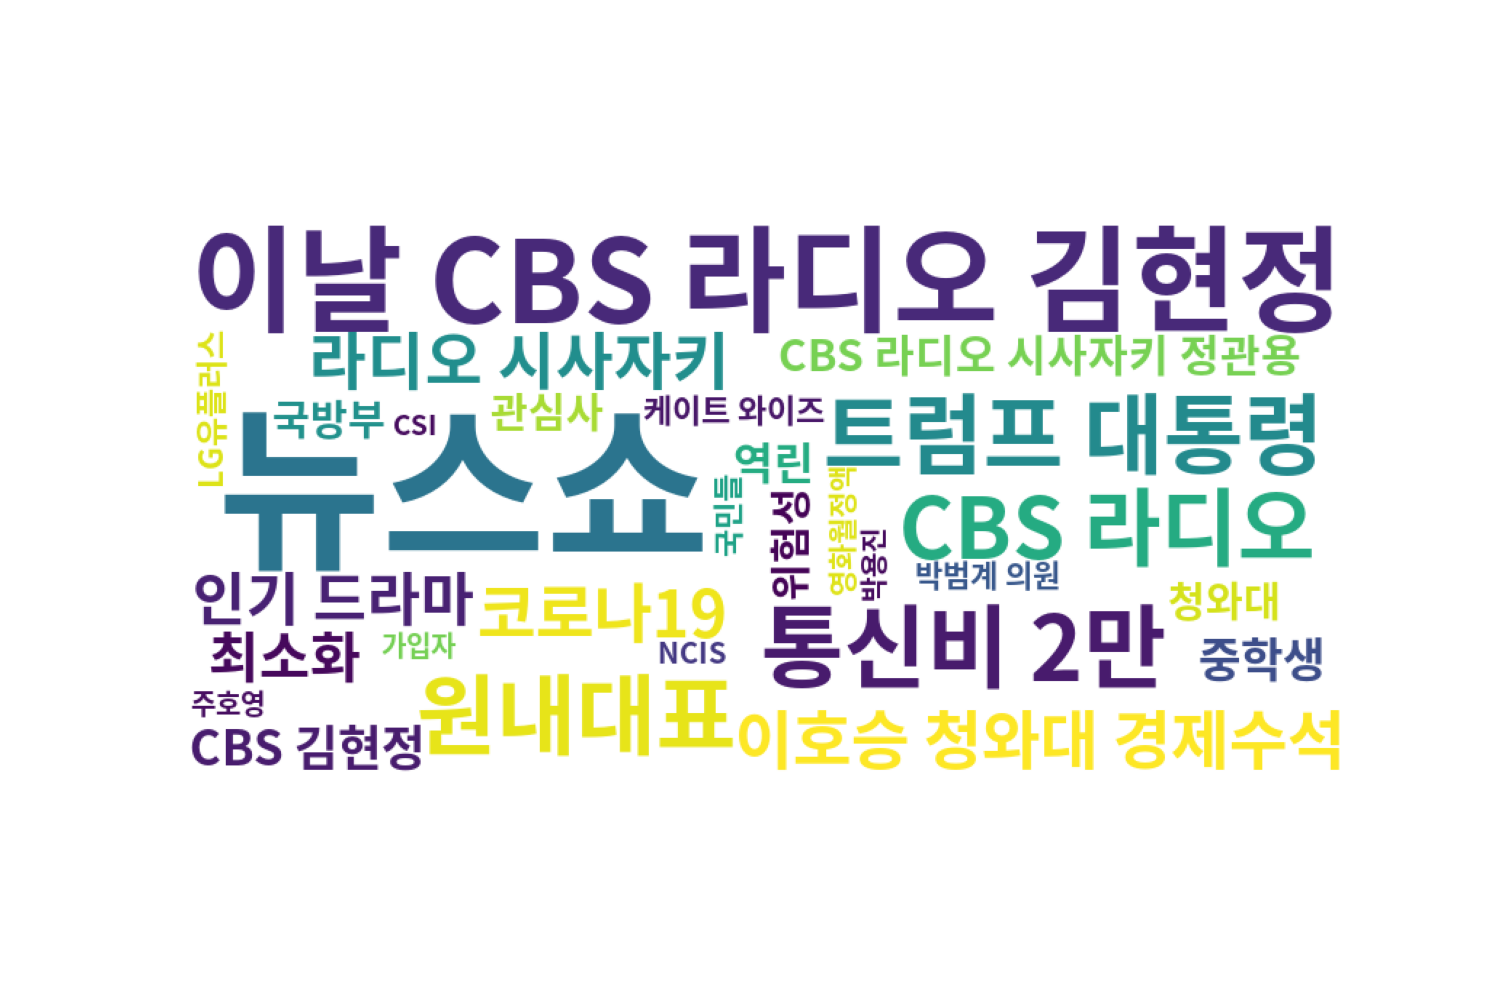 이날 CBS 라디오 김현정
LG유플러스
라디오 시사자키
CBS 라디오 시사자키 정관용
국방부
CSI
관심사
케이트 와이즈
트럼프 대통령
뉴스쇼
역린
국민들
위험성
영화월정액
박용진
CBS 라디오
박범계 의원
인기 드라마
코로나19
청와대
최소화
가입자
NCIS
통신비 2만
중학생
주호영
CBS 김현정
원내대표
이호승 청와대 경제수석